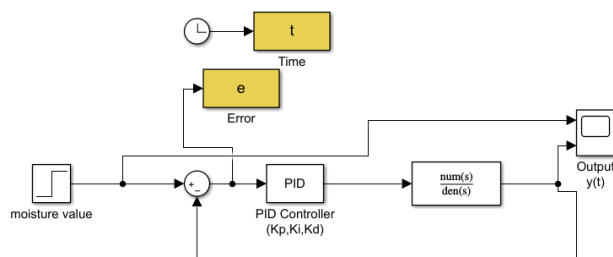 t
Time
e
Error
moisture value
+
−
PID
PID Controller
(Kp,Ki,Kd)
num(s)
den(s)
Output
y(t)